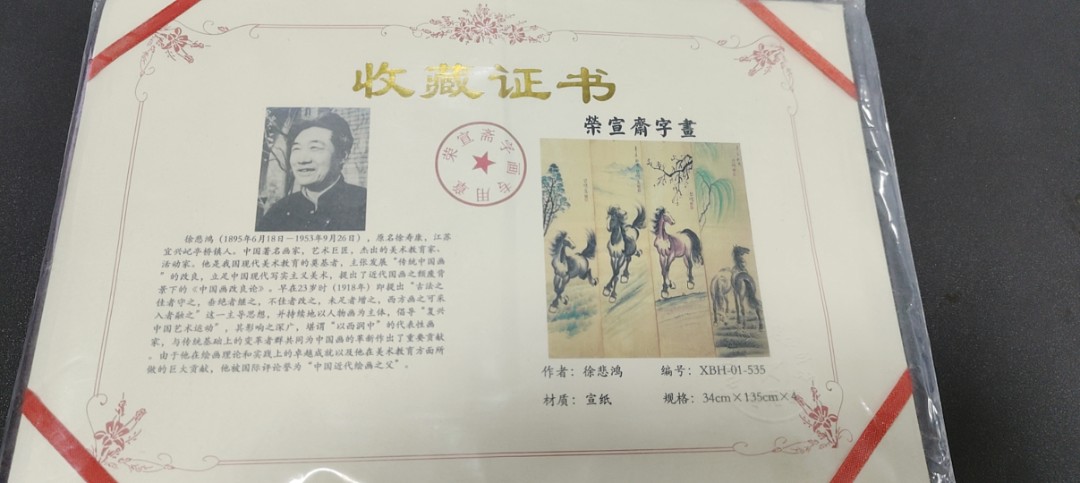 收藏证书
荣宣斋字画专用章
榮宣齋字畫
徐悲鸿（1895年6月18日—1953年9月26日），原名徐寿康，江苏
宜兴屺亭桥镇人。中国著名画家，艺术巨匠，杰出的美术教育家、
活动家。他是我国现代美术教育的奠基者，主张发展“传统中国画
”的改良，立足中国现代写实主义美术，提出了近代国画之颓废背
景下的《中国画改良论》。早在23岁时（1918年）即提出“古法之
佳者守之，垂绝者继之，不佳者改之，未足者增之，西方画之可采
入者融之”这一主导思想，并持续地以人物画为主体，倡导“复兴
中国艺术运动”，其影响之深广，堪谓“以西润中”的代表性画
家，与传统基础上的变革者群共同为中国画的革新作出了重要贡献
。由于他在绘画理论和实践上的卓越成就以及他在美术教育方面所
做的巨大贡献，他被国际评论誉为“中国近代绘画之父”。
作者：徐悲鸿 编号：XBH-01-535
材质：宣纸 规格：34cm×135cm×4